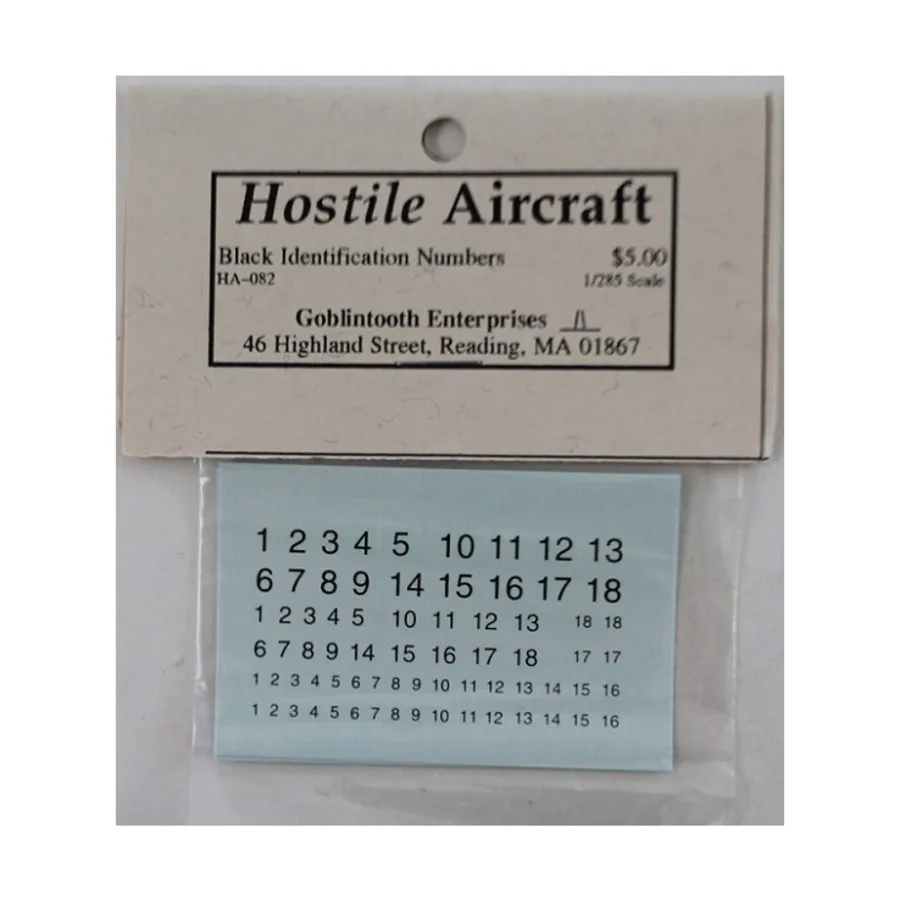 Hostile Aircraft
Black Identification Numbers $5.00
HA-082 1/285 Scale
Goblintooth Enterprises
46 Highland Street, Reading, MA 01867
1 2 3 4 5 10 11 12 13
6 7 8 9 14 15 16 17 18
1 2 3 4 5 10 11 12 13 18 18
6 7 8 9 14 15 16 17 18 17 17
1 2 3 4 5 6 7 8 9 10 11 12 13 14 15 16
1 2 3 4 5 6 7 8 9 10 11 12 13 14 15 16